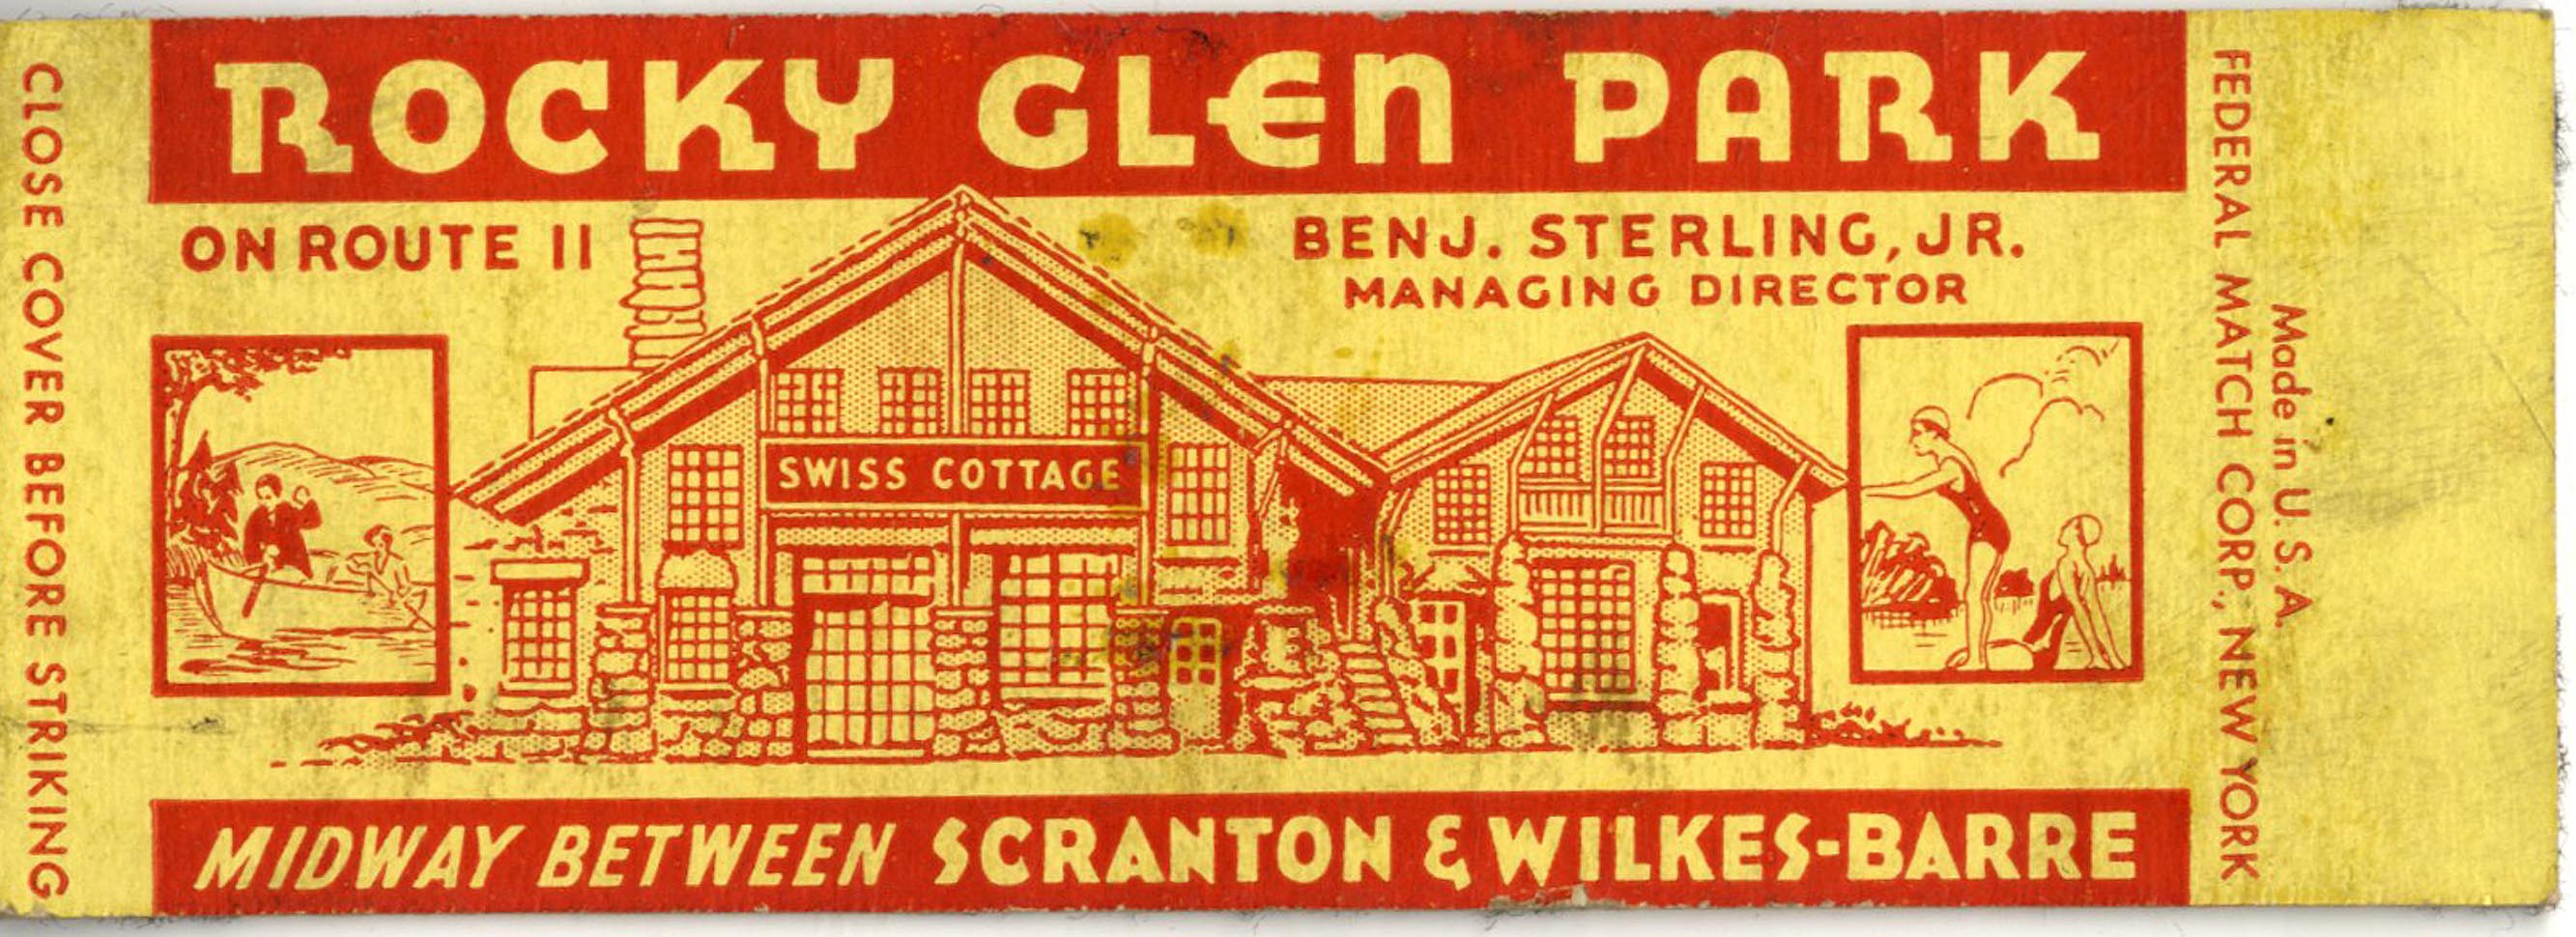 CLOSE COVER BEFORE STRIKING
ROCKY GLEN PARK
ON ROUTE 11
BENJ. STERLING, JR.
MANAGING DIRECTOR
SWISS COTTAGE
MIDWAY BETWEEN SCRANTON & WILKES-BARRE
FEDERAL MATCH CORP., NEW YORK
Made in U.S.A.